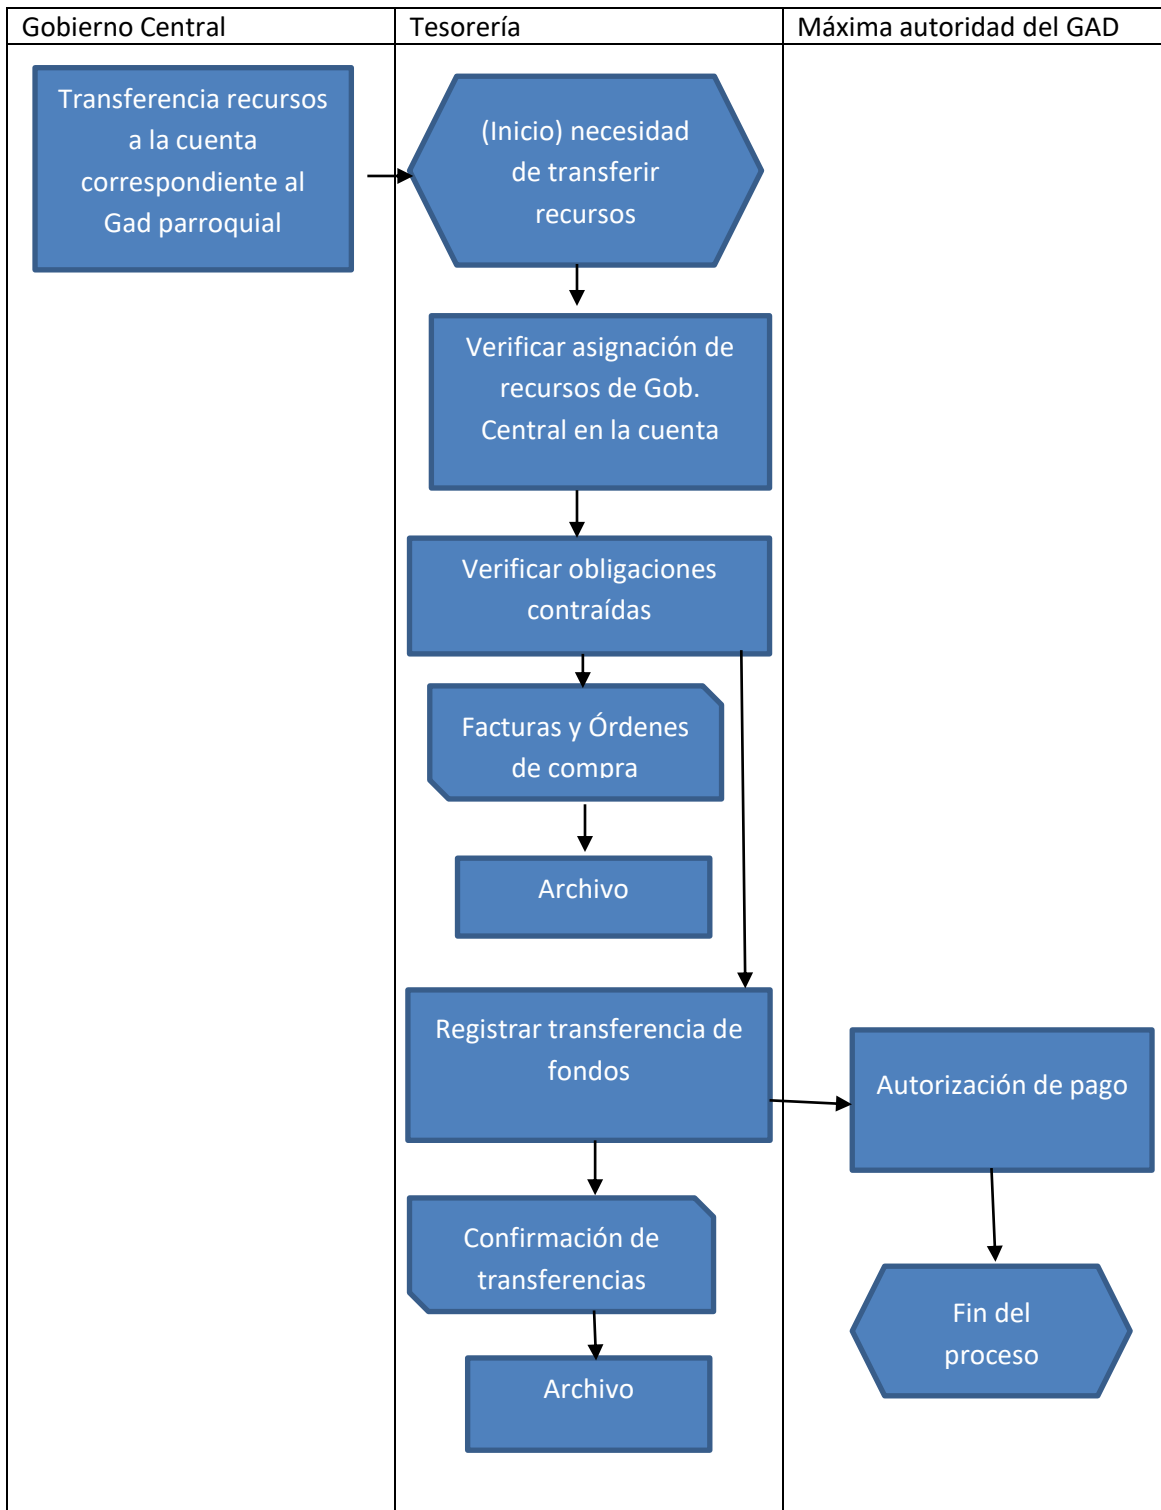 Gobierno Central
Tesorería
Máxima autoridad del GAD
Transferencia recursos
a la cuenta
correspondiente al
Gad parroquial
(Inicio) necesidad
de transferir
recursos
Verificar asignación de
recursos de Gob.
Central en la cuenta
Verificar obligaciones
contraídas
Facturas y Órdenes
de compra
Archivo
Registrar transferencia de
fondos
Autorización de pago
Confirmación de
transferencias
Archivo
Fin del
proceso